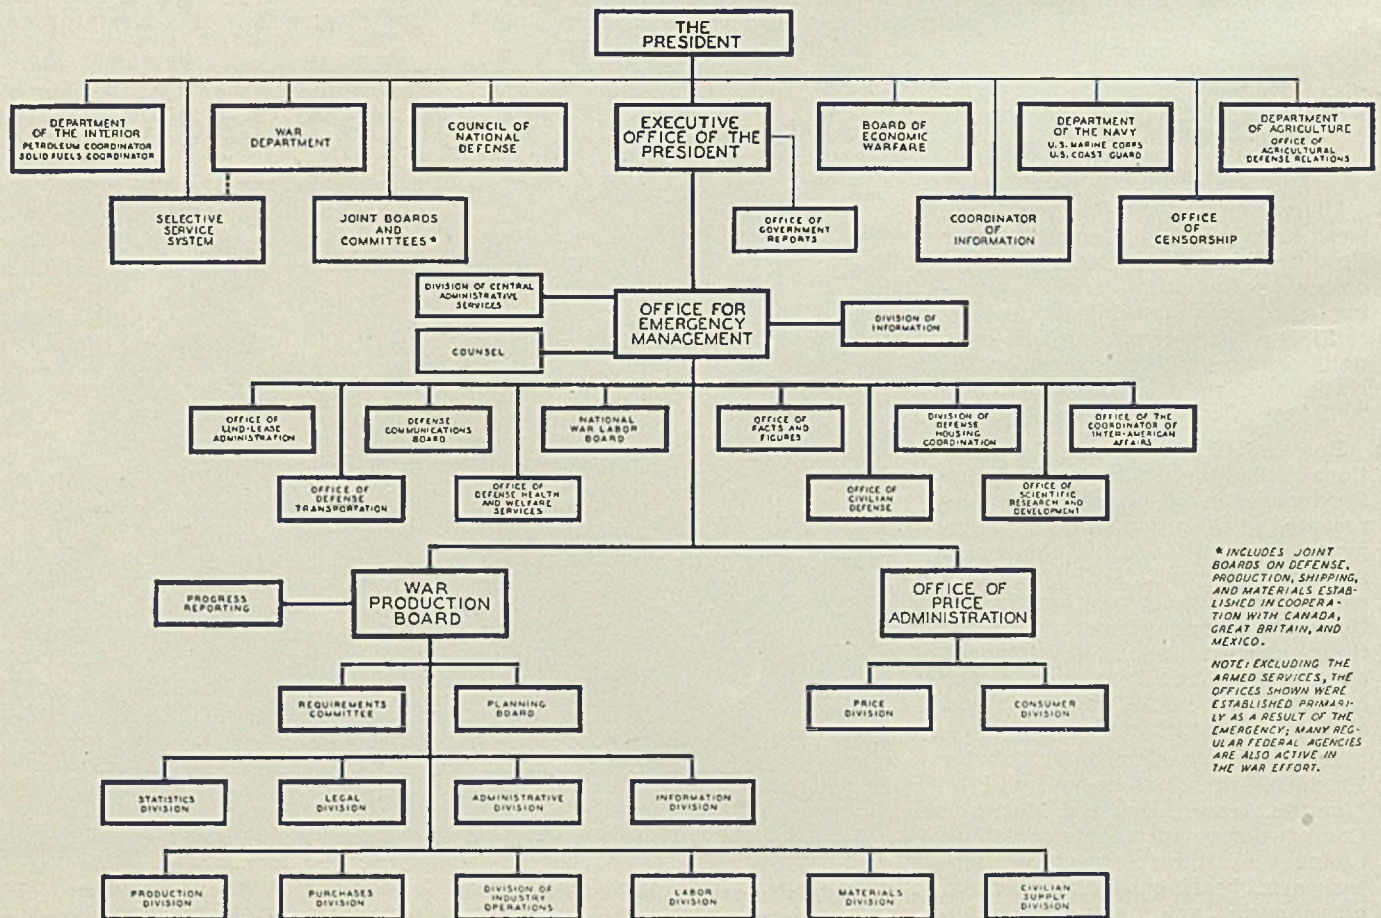 THE
PRESIDENT
DEPARTMENT
OF THE INTERIOR
PETROLEUM COORDINATOR
SOLID FUELS COORDINATOR
WAR
DEPARTMENT
COUNCIL OF
NATIONAL
DEFENSE
EXECUTIVE
OFFICE OF THE
PRESIDENT
BOARD OF
ECONOMIC
WARFARE
DEPARTMENT
OF THE NAVY
U.S. MARINE CORPS
U.S. COAST GUARD
DEPARTMENT
OF AGRICULTURE
OFFICE OF
AGRICULTURAL
DEFENSE RELATIONS
SELECTIVE
SERVICE
SYSTEM
JOINT BOARDS
AND
COMMITTEES*
OFFICE OF
GOVERNMENT
REPORTS
COORDINATOR
OF
INFORMATION
OFFICE
OF
CENSORSHIP
DIVISION OF CENTRAL
ADMINISTRATIVE
SERVICES
COUNSEL
OFFICE FOR
EMERGENCY
MANAGEMENT
DIVISION OF
INFORMATION
OFFICE OF
LEND-LEASE
ADMINISTRATION
DEFENSE
COMMUNICATIONS
BOARD
NATIONAL
WAR LABOR
BOARD
OFFICE OF
FACTS AND
FIGURES
DIVISION OF
DEFENSE
HOUSING
COORDINATION
OFFICE OF THE
COORDINATOR OF
INTER-AMERICAN
AFFAIRS
OFFICE OF
DEFENSE
TRANSPORTATION
OFFICE OF
DEFENSE HEALTH
AND WELFARE
SERVICES
OFFICE OF
CIVILIAN
DEFENSE
OFFICE OF
SCIENTIFIC
RESEARCH AND
DEVELOPMENT
PROGRESS
REPORTING
WAR
PRODUCTION
BOARD
OFFICE OF
PRICE
ADMINISTRATION
REQUIREMENTS
COMMITTEE
PLANNING
BOARD
PRICE
DIVISION
CONSUMER
DIVISION
STATISTICS
DIVISION
LEGAL
DIVISION
ADMINISTRATIVE
DIVISION
INFORMATION
DIVISION
PRODUCTION
DIVISION
PURCHASES
DIVISION
DIVISION OF
INDUSTRY
OPERATIONS
LABOR
DIVISION
MATERIALS
DIVISION
CIVILIAN
SUPPLY
DIVISION
* INCLUDES JOINT
BOARDS ON DEFENSE,
PRODUCTION, SHIPPING,
AND MATERIALS ESTAB-
LISHED IN COOPERA-
TION WITH CANADA,
GREAT BRITAIN, AND
MEXICO.
NOTE: EXCLUDING THE
ARMED SERVICES, THE
OFFICES SHOWN WERE
ESTABLISHED PRIMARI-
LY AS A RESULT OF THE
EMERGENCY; MANY REG-
ULAR FEDERAL AGENCIES
ARE ALSO ACTIVE IN
THE WAR EFFORT.